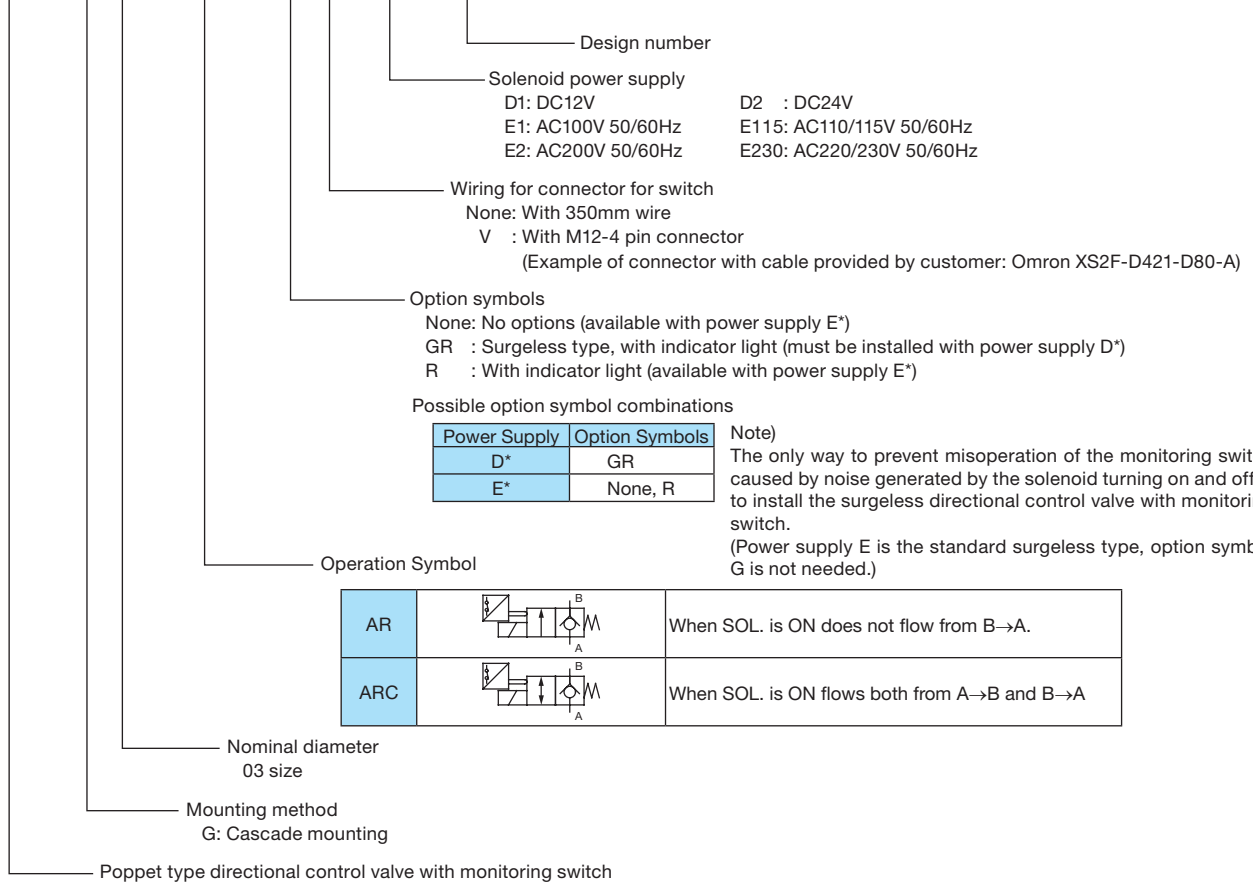 Design number
Solenoid power supply
D1: DC12V D2 : DC24V
E1: AC100V 50/60Hz E115: AC110/115V 50/60Hz
E2: AC200V 50/60Hz E230: AC220/230V 50/60Hz
Wiring for connector for switch
None: With 350mm wire
V : With M12-4 pin connector
(Example of connector with cable provided by customer: Omron XS2F-D421-D80-A)
Option symbols
None: No options (available with power supply E*)
GR : Surgeless type, with indicator light (must be installed with power supply D*)
R : With indicator light (available with power supply E*)
Possible option symbol combinations
Power Supply Option Symbols
D* GR
E* None, R
Note)
The only way to prevent misoperation of the monitoring
caused by noise generated by the solenoid turning on and off
to install the surgeless directional control valve with
switch.
(Power supply E is the standard surgeless type, option
G is not needed.)
Operation Symbol
AR
B
A
When SOL. is ON does not flow from B→A.
ARC
B
A
When SOL. is ON flows both from A→B and B→A
Nominal diameter
03 size
Mounting method
G: Cascade mounting
Poppet type directional control valve with monitoring switch